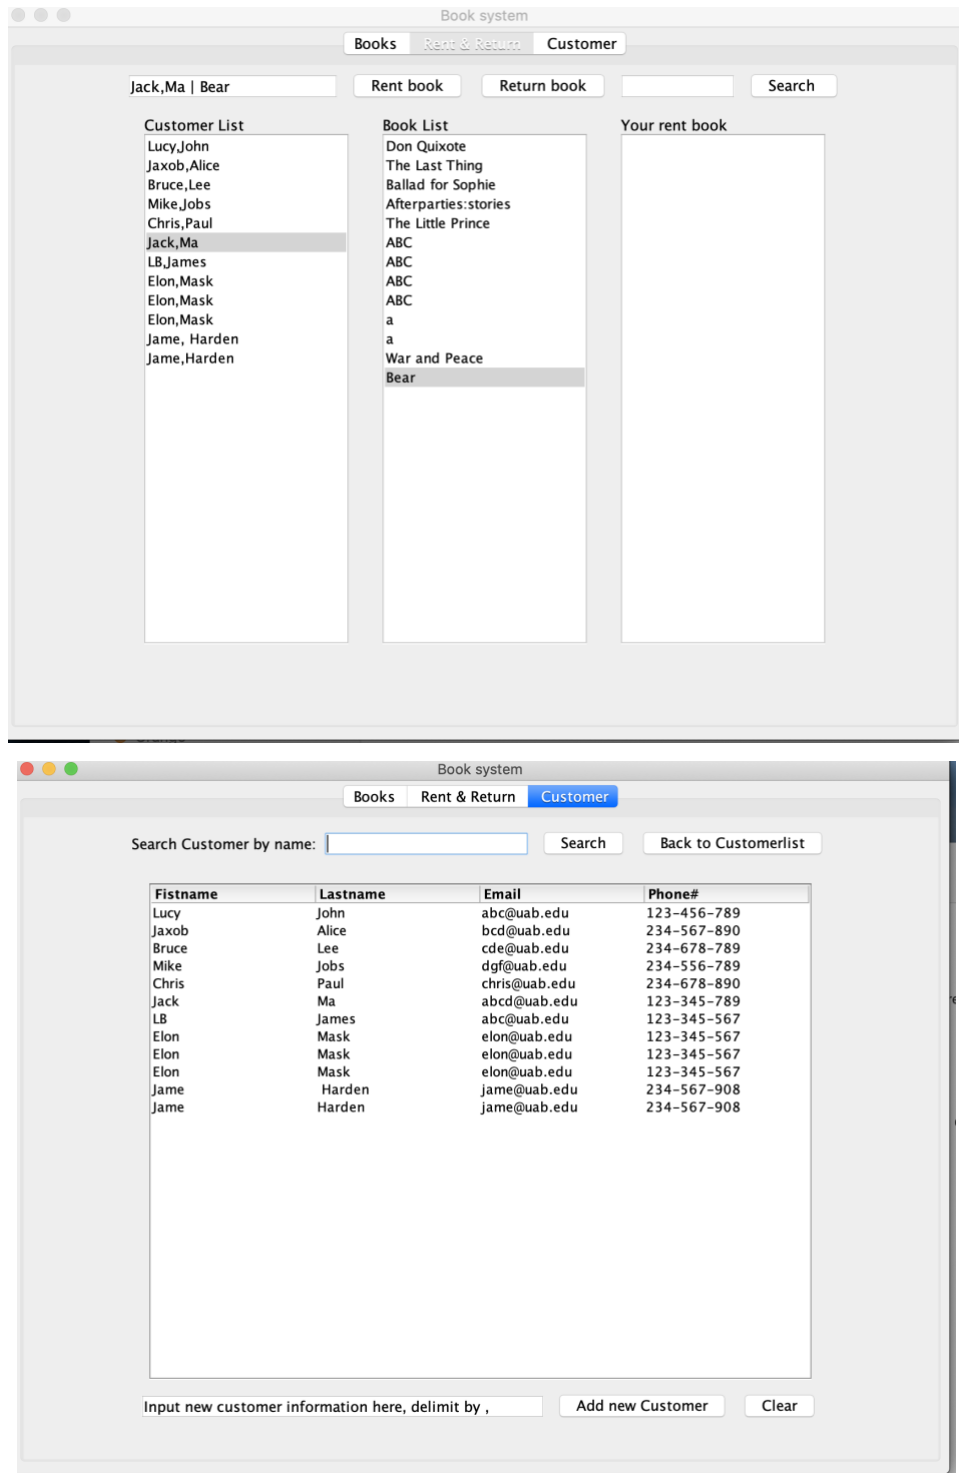 Book system
Books Rent & Return Customer
Jack,Ma | Bear Rent book Return book Search
Customer List Book List Your rent book
Lucy,John Don Quixote
Jaxob,Alice The Last Thing
Bruce,Lee Ballad for Sophie
Mike,Jobs Afterparties:stories
Chris,Paul The Little Prince
Jack,Ma ABC
LB,James ABC
Elon,Mask ABC
Elon,Mask ABC
Elon,Mask a
Jame, Harden a
Jame,Harden War and Peace
Bear
Book system
Books Rent & Return Customer
Search Customer by name: Search Back to Customerlist
Fistname Lastname Email Phone#
Lucy John abc@uab.edu 123-456-789
Jaxob Alice bcd@uab.edu 234-567-890
Bruce Lee cde@uab.edu 234-678-789
Mike Jobs dgf@uab.edu 234-556-789
Chris Paul chris@uab.edu 234-678-890
Jack Ma abcd@uab.edu 123-345-789
LB James abc@uab.edu 123-345-567
Elon Mask elon@uab.edu 123-345-567
Elon Mask elon@uab.edu 123-345-567
Elon Mask elon@uab.edu 123-345-567
Jame Harden jame@uab.edu 234-567-908
Jame Harden jame@uab.edu 234-567-908
Input new customer information here, delimit by , Add new Customer Clear